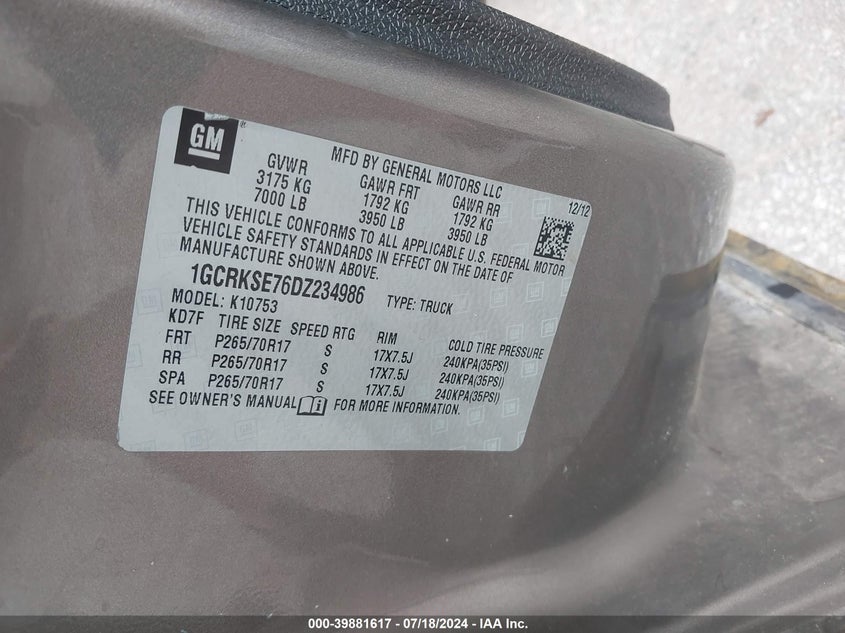 GM
MFD BY GENERAL MOTORS LLC
12/12
GVWR GAWR FRT GAWR RR
3175 KG 1792 KG 1792 KG
7000 LB 3950 LB 3950 LB
THIS VEHICLE CONFORMS TO ALL APPLICABLE U.S. FEDERAL MOTOR
VEHICLE SAFETY STANDARDS IN EFFECT ON THE DATE OF
MANUFACTURE SHOWN ABOVE.
1GCRKSE76DZ234986
MODEL: K10753 TYPE: TRUCK
KD7F TIRE SIZE SPEED RTG RIM COLD TIRE PRESSURE
FRT P265/70R17 S 17X7.5J 240KPA(35PSI)
RR P265/70R17 S 17X7.5J 240KPA(35PSI)
SPA P265/70R17 S 17X7.5J 240KPA(35PSI)
SEE OWNER'S MANUAL FOR MORE INFORMATION.
000-39881617 / 07/18/2024 - IAA Inc.